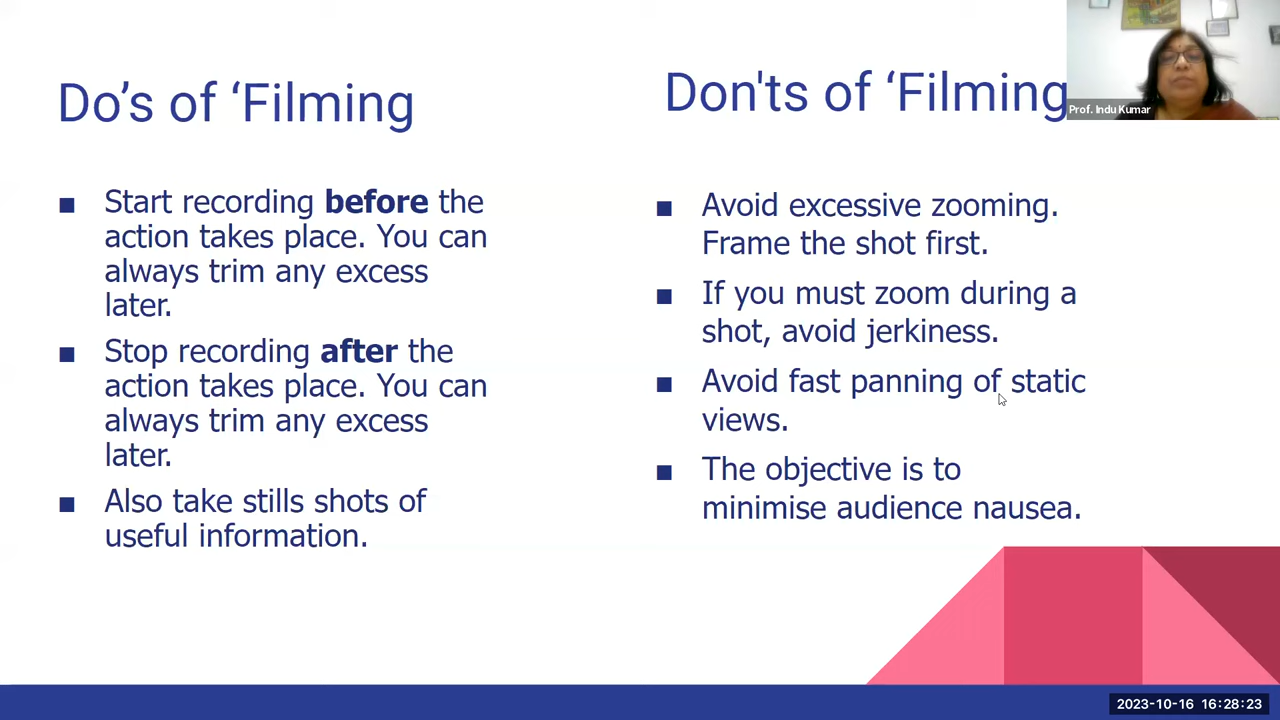 Do’s of ‘Filming
Start recording before the
action takes place. You can
always trim any excess
later.
Stop recording after the
action takes place. You can
always trim any excess
later.
Also take stills shots of
useful information.
Don'ts of ‘Filming
Avoid excessive zooming.
Frame the shot first.
If you must zoom during a
shot, avoid jerkiness.
Avoid fast panning of static
views.
The objective is to
minimise audience nausea.
Prof. Indu Kumar
2023-10-16 16:28:23